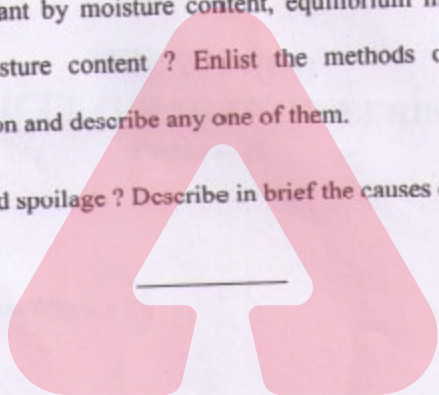 ant by moisture content, equilibrium
sture content ? Enlist the methods
on and describe any one of them.
d spoilage ? Describe in brief the causes